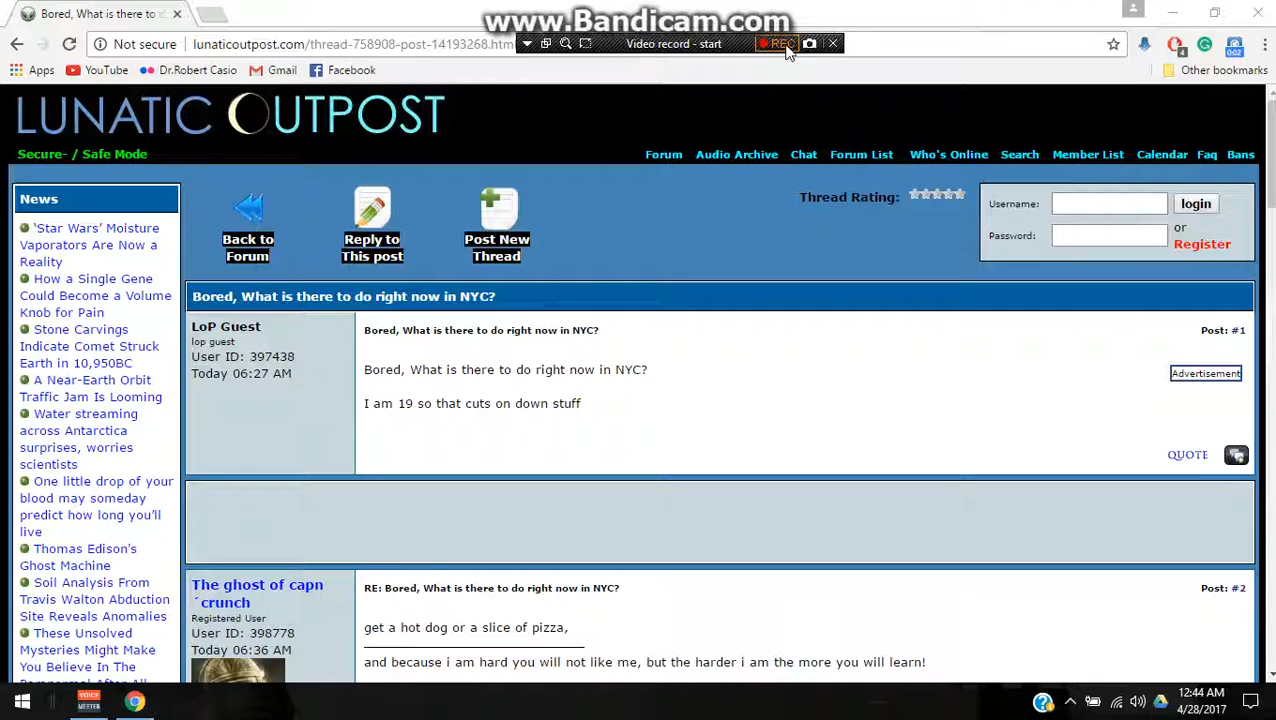 www.Bandicam.com
Bored, What is there to do r
Not secure
lunaticoutpost.com/thread-758908-post-14193268.htm
Video record - start
REC
4
0:02
Apps
YouTube
Dr.Robert Casio
Gmail
Facebook
Other bookmarks
LUNATIC OUTPOST
Secure- / Safe Mode
Forum
Audio Archive
Chat
Forum List
Who's Online
Search
Member List
Calendar
Faq
Bans
News
‘Star Wars’ Moisture
Vaporators Are Now a
Reality
How a Single Gene
Could Become a Volume
Knob for Pain
Stone Carvings
Indicate Comet Struck
Earth in 10,950BC
A Near-Earth Orbit
Traffic Jam Is Looming
Water streaming
across Antarctica
surprises, worries
scientists
One little drop of your
blood may someday
predict how long you’ll
live
Thomas Edison's
Ghost Machine
Soil Analysis From
Travis Walton Abduction
Site Reveals Anomalies
These Unsolved
Mysteries Might Make
You Believe In The
Paranormal After All
Back to
Forum
Reply to
This post
Post New
Thread
Thread Rating:
Username:
login
or
Password:
Register
Bored, What is there to do right now in NYC?
LoP Guest
lop guest
User ID: 397438
Today 06:27 AM
Bored, What is there to do right now in NYC?
Post: #1
Bored, What is there to do right now in NYC?
Advertisement
I am 19 so that cuts on down stuff
QUOTE
The ghost of capn
´crunch
Registered User
User ID: 398778
Today 06:36 AM
RE: Bored, What is there to do right now in NYC?
Post: #2
get a hot dog or a slice of pizza,
and because i am hard you will not like me, but the harder i am the more you will learn!
VOICE
MEETER
12:44 AM
4/28/2017